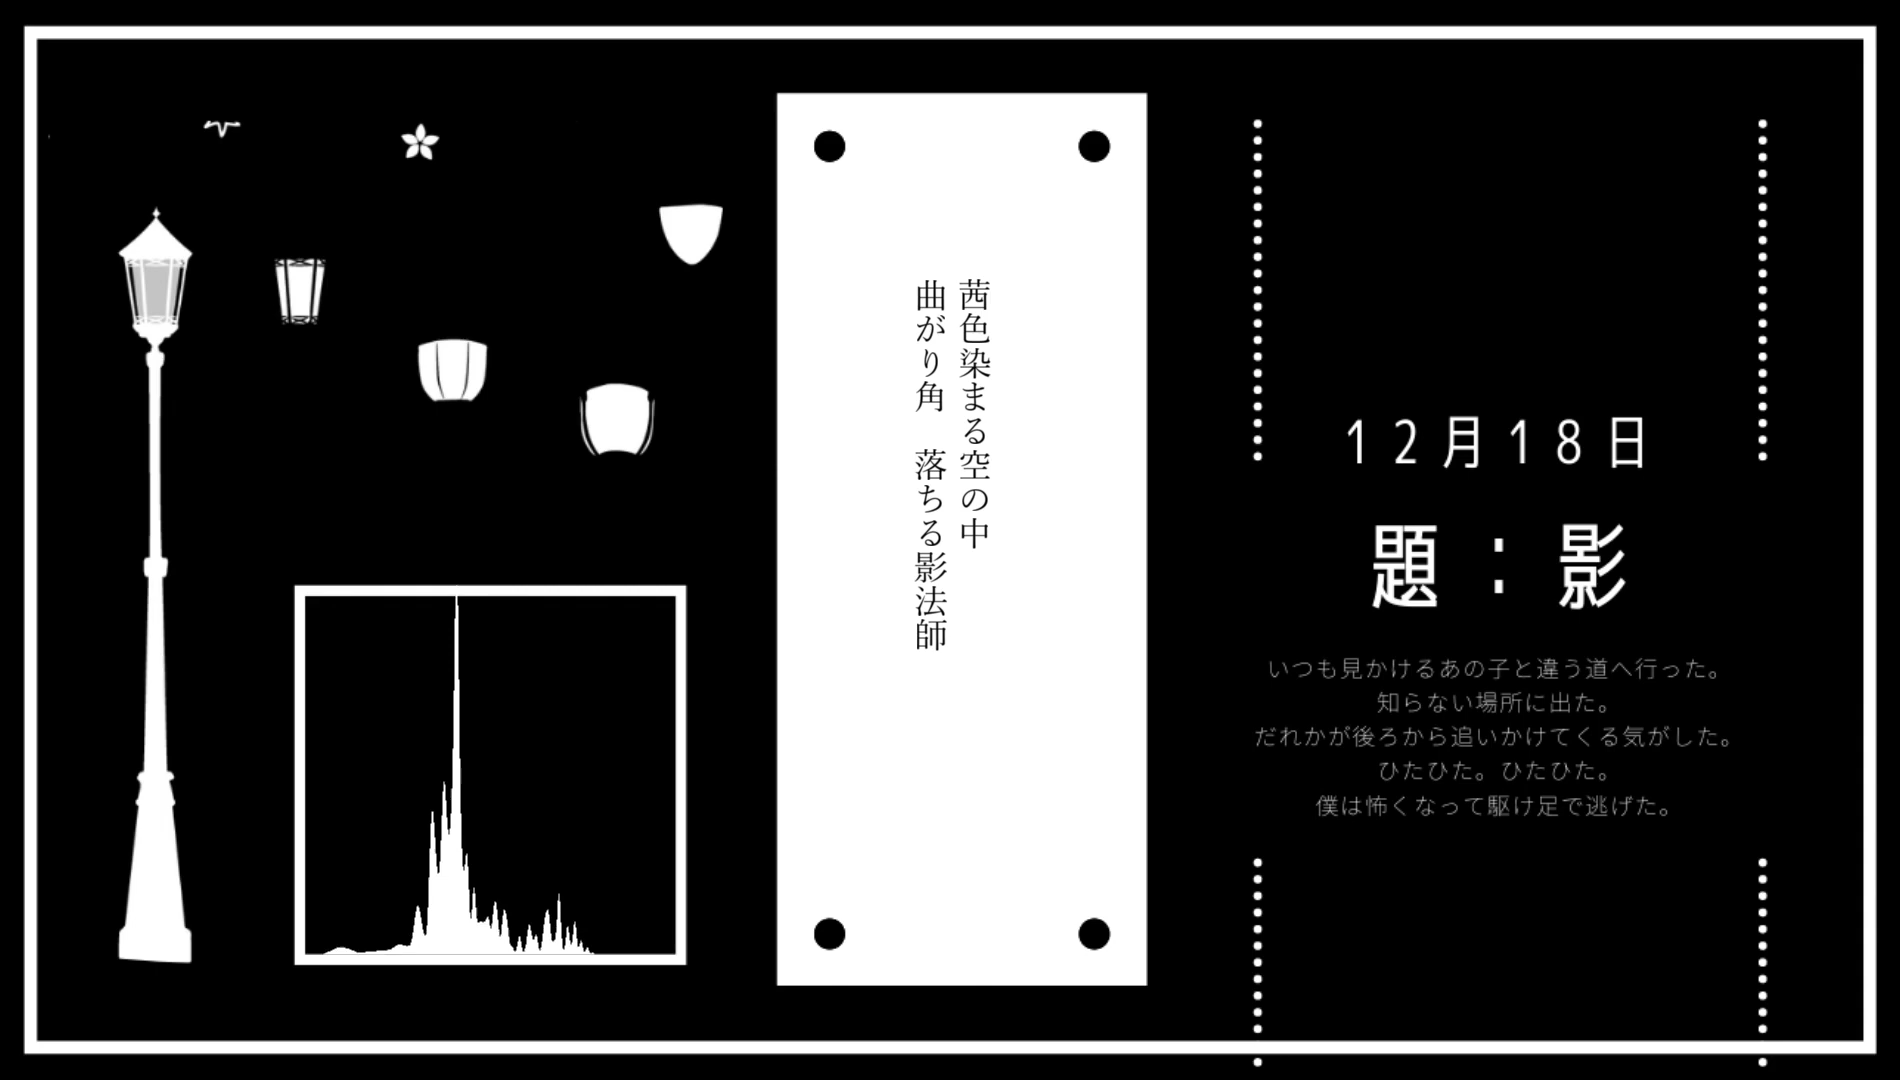 茜色染まる空の中
曲がり角　落ちる影法師
12月18日
題：影
いつも見かけるあの子と違う道へ行った。
知らない場所に出た。
だれかが後ろから追いかけてくる気がした。
ひたひた。ひたひた。
僕は怖くなって駆け足で逃げた。